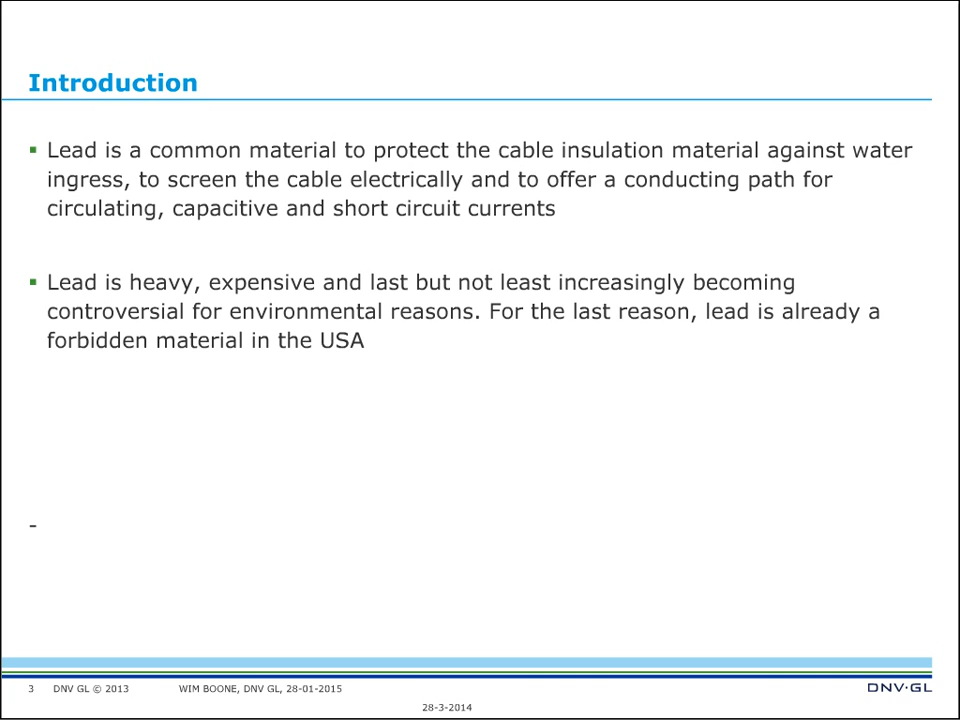 Introduction
▪ Lead is a common material to protect the cable insulation material against water
ingress, to screen the cable electrically and to offer a conducting path for
circulating, capacitive and short circuit currents
▪ Lead is heavy, expensive and last but not least increasingly becoming
controversial for environmental reasons. For the last reason, lead is already a
forbidden material in the USA
-
3 DNV GL © 2013 WIM BOONE, DNV GL, 28-01-2015 DNV·GL
28-3-2014